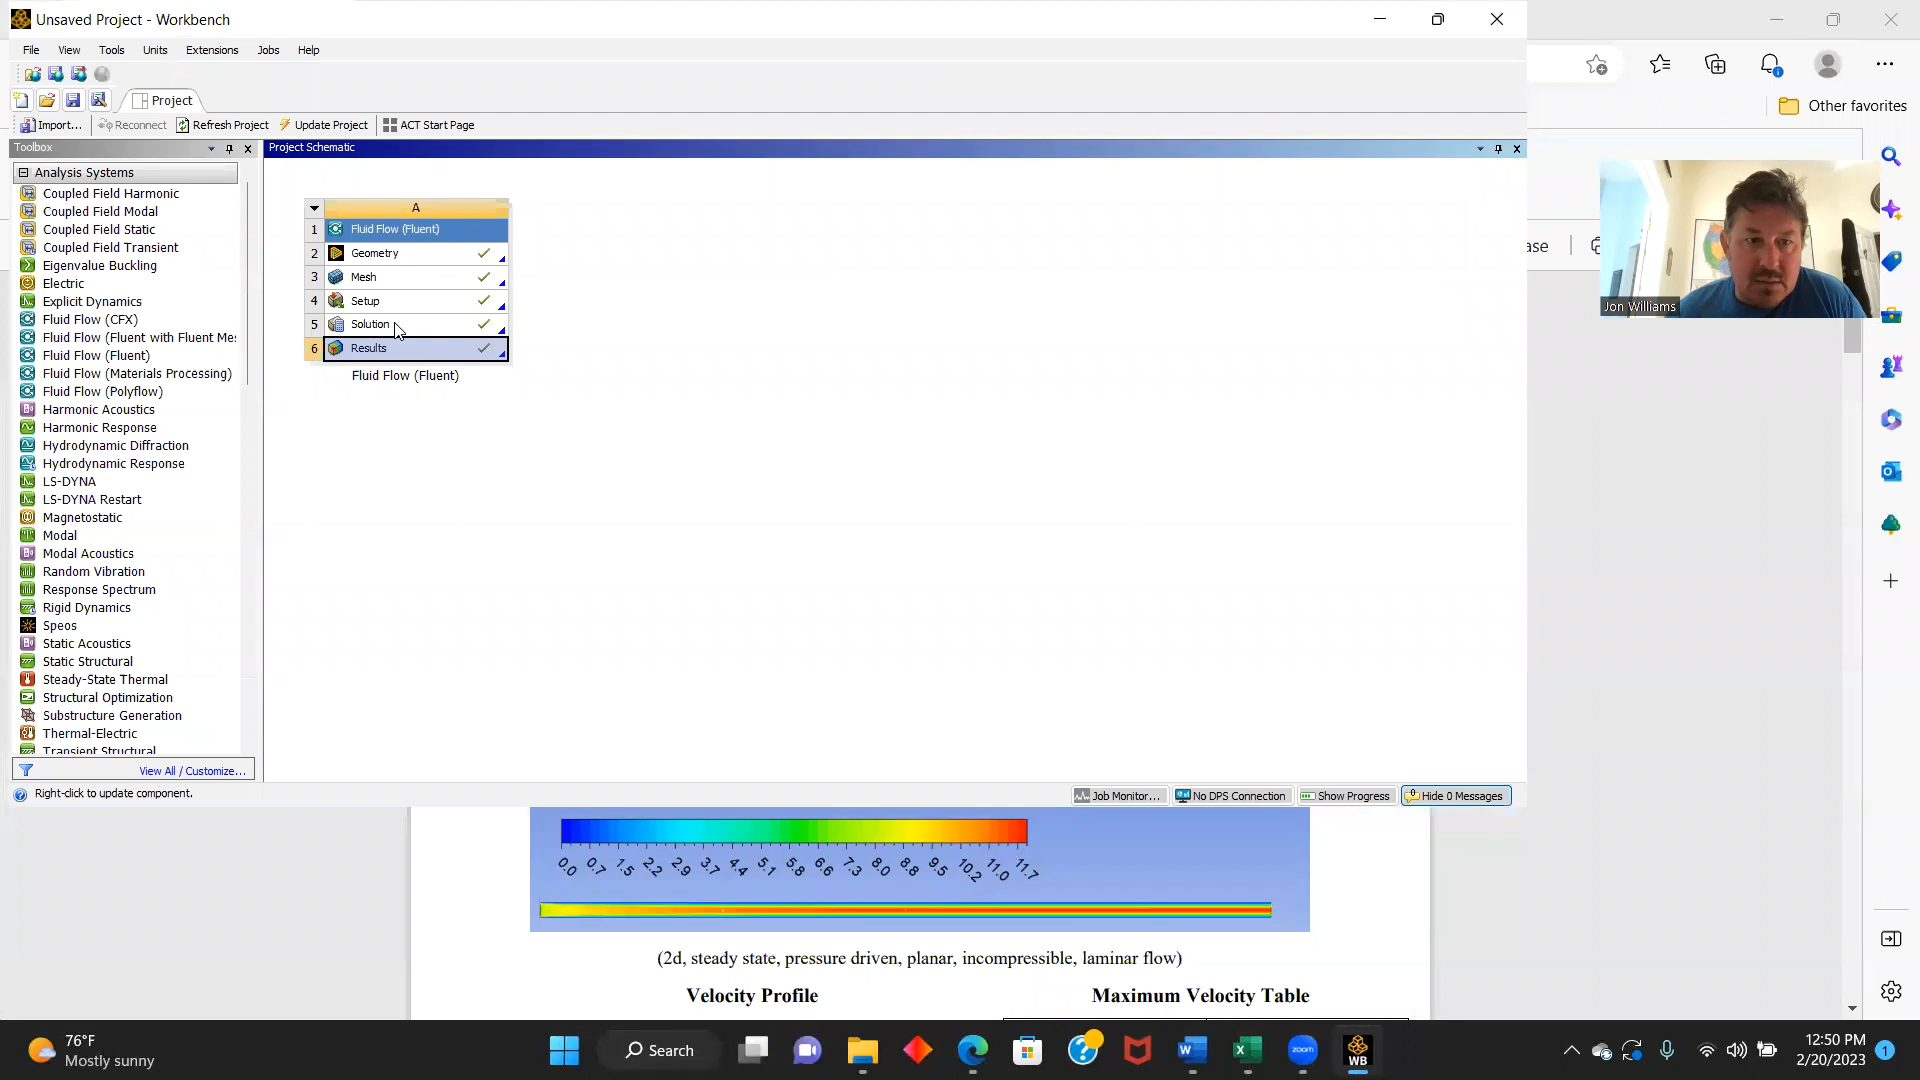 Unsaved Project - Workbench
File View Tools Units Extensions Jobs Help
Project
Import... Reconnect Refresh Project Update Project ACT Start Page
Other favorites
Toolbox
Project Schematic
Analysis Systems
Coupled Field Harmonic
Coupled Field Modal
Coupled Field Static
Coupled Field Transient
Eigenvalue Buckling
Electric
Explicit Dynamics
Fluid Flow (CFX)
Fluid Flow (Fluent with Fluent Me
Fluid Flow (Fluent)
Fluid Flow (Materials Processing)
Fluid Flow (Polyflow)
Harmonic Acoustics
Harmonic Response
Hydrodynamic Diffraction
Hydrodynamic Response
LS-DYNA
LS-DYNA Restart
Magnetostatic
Modal
Modal Acoustics
Random Vibration
Response Spectrum
Rigid Dynamics
Speos
Static Acoustics
Static Structural
Steady-State Thermal
Structural Optimization
Substructure Generation
Thermal-Electric
Transient Structural
View All / Customize...
A
1 Fluid Flow (Fluent)
2 Geometry
3 Mesh
4 Setup
5 Solution
6 Results
Fluid Flow (Fluent)
ase
Jon Williams
Right-click to update component.
Job Monitor... No DPS Connection Show Progress 0 Hide 0 Messages
0.0 0.7 1.5 2.2 2.9 3.7 4.4 5.1 5.8 6.6 7.3 8.0 8.8 9.5 10.2 11.0 11.7
(2d, steady state, pressure driven, planar, incompressible, laminar flow)
Velocity Profile Maximum Velocity Table
76°F
Mostly sunny
Search
zoom
WB
12:50 PM
2/20/2023
1